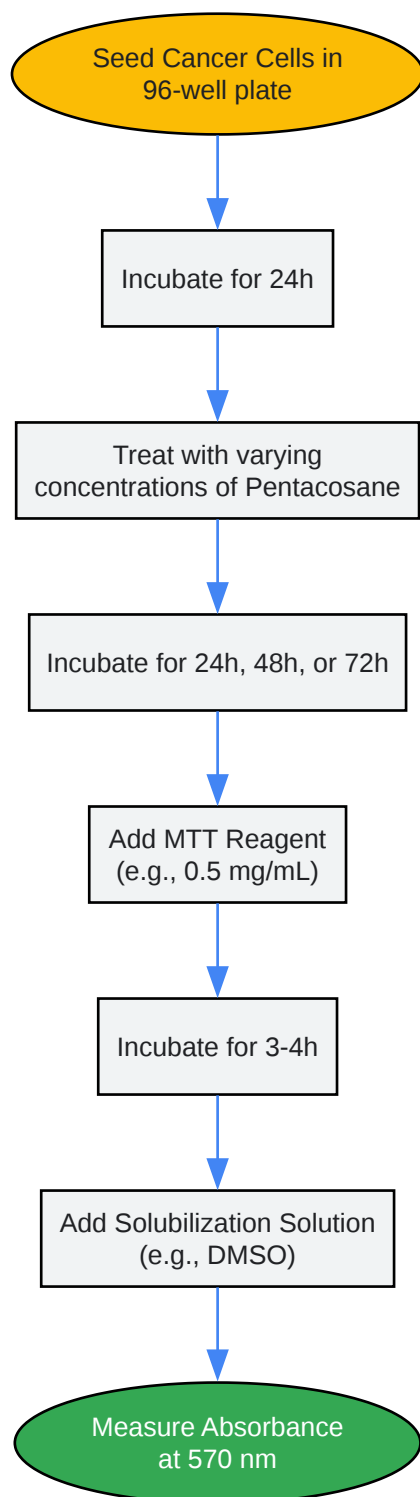 Seed Cancer Cells in
96-well plate
Incubate for 24h
Treat with varying
concentrations of Pentacosane
Incubate for 24h, 48h, or 72h
Add MTT Reagent
(e.g., 0.5 mg/mL)
Incubate for 3-4h
Add Solubilization Solution
(e.g., DMSO)
Measure Absorbance
at 570 nm